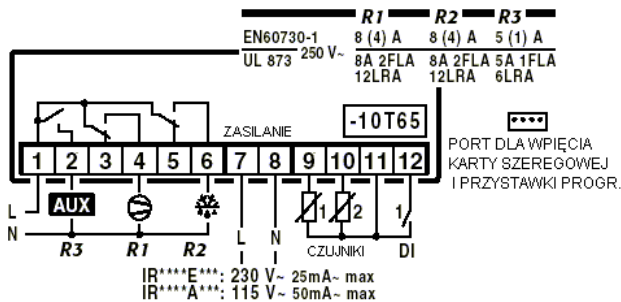 R1 R2 R3
EN60730-1 250 V~ 8 (4) A 8 (4) A 5 (1) A
UL 873 8A 2FLA 8A 2FLA 5A 1FLA
12LRA 12LRA 6LRA
ZASILANIE -10T65
1 2 3 4 5 6 7 8 9 10 11 12
PORT DLA WPIĘCIA
KARTY SZEREGOWEJ
I PRZYSTAWKI PROGR.
L AUX 1 2 1
N L N
R3 R1 R2 CZUJNIKI DI
IR****E***: 230 V~ 25mA~ max
IR****A***: 115 V~ 50mA~ max